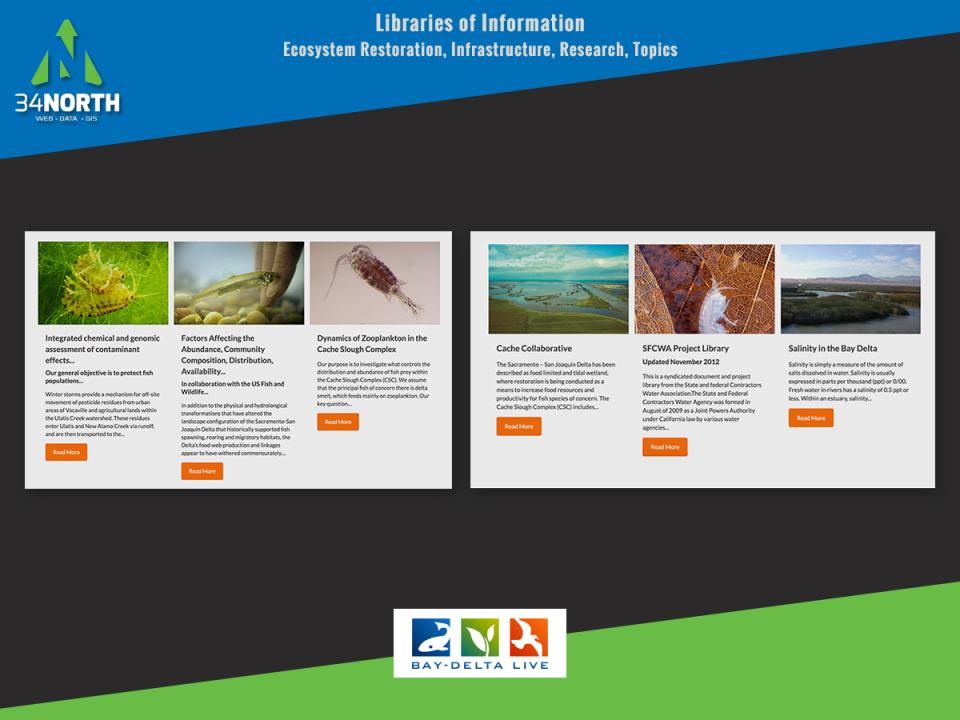 Libraries of Information
Ecosystem Restoration, Infrastructure, Research, Topics
34NORTH
WEB • DATA • GIS
Integrated chemical and genomic
assessment of contaminant
effects...
Our general objective is to protect fish
populations...
Winter storms provide a mechanism for off-site
movement of pesticide residues from urban
areas of Vacaville and agricultural lands within
the Ulatis Creek watershed. These residues
enter Ulatis and New Alamo Creek via runoff,
and are then transported to the...
Read More
Factors Affecting the
Abundance, Community
Composition, Distribution,
Availability...
In collaboration with the US Fish and
Wildlife...
In addition to the physical and hydrological
transformations that have altered the
landscape configuration of the Sacramento-San
Joaquin Delta that historically supported fish
spawning, rearing and migratory habitats, the
Delta's food web production and linkages
appear to have withered commensurately...
Read More
Dynamics of Zooplankton in the
Cache Slough Complex
Our purpose is to investigate what controls the
distribution and abundance of fish prey within
the Cache Slough Complex (CSC). We assume
that the principal fish of concern there is delta
smelt, which feeds mainly on zooplankton. Our
key question...
Read More
Cache Collaborative
The Sacramento – San Joaquin Delta has been
described as food limited and tidal wetland,
where restoration is being conducted as a
means to increase food resources and
productivity for fish species of concern. The
Cache Slough Complex (CSC) includes...
Read More
SFCWA Project Library
Updated November 2012
This is a syndicated document and project
library from the State and federal Contractors
Water Association.The State and Federal
Contractors Water Agency was formed in
August of 2009 as a Joint Powers Authority
under California law by various water
agencies...
Read More
Salinity in the Bay Delta
Salinity is simply a measure of the amount of
salts dissolved in water. Salinity is usually
expressed in parts per thousand (ppt) or 0/00.
Fresh water in rivers has a salinity of 0.5 ppt or
less. Within an estuary, salinity...
Read More
BAY-DELTA LIVE